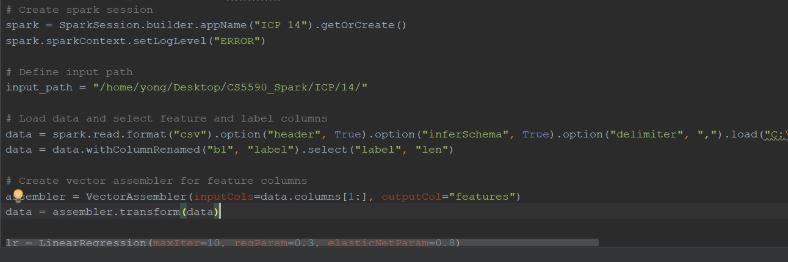 # Create spark session
spark = SparkSession.builder.appName("ICP 14").getOrCreate()
spark.sparkContext.setLogLevel("ERROR")
# Define input path
input_path = "/home/yong/Desktop/CS5590_Spark/ICP/14/"
# Load data and select feature and label columns
data = spark.read.format("csv").option("header", True).option("inferSchema", True).option("delimiter", ",").load("C:\
data = data.withColumnRenamed("bl", "label").select("label", "len")
# Create vector assembler for feature columns
assembler = VectorAssembler(inputCols=data.columns[1:], outputCol="features")
data = assembler.transform(data)
lr = LinearRegression(maxIter=10, regParam=0.3, elasticNetParam=0.8)